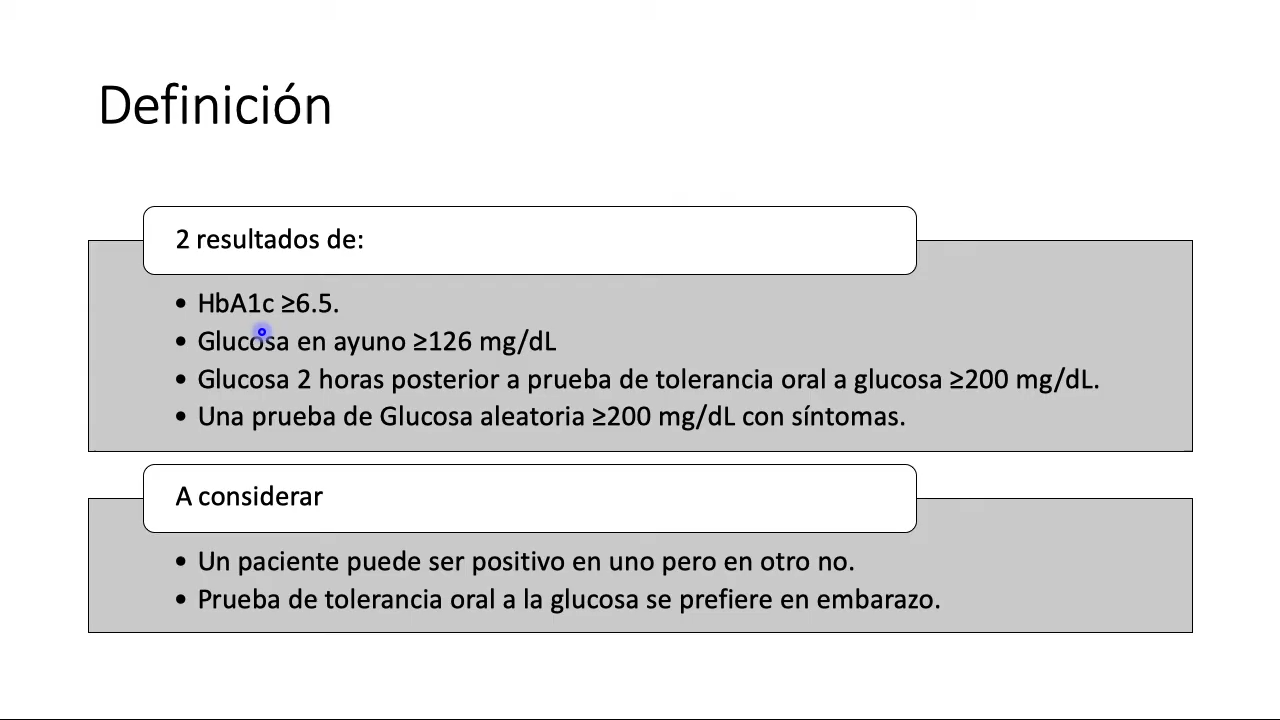 Definición
2 resultados de:
• HbA1c ≥6.5.
• Glucosa en ayuno ≥126 mg/dL
• Glucosa 2 horas posterior a prueba de tolerancia oral a glucosa ≥200 mg/dL.
• Una prueba de Glucosa aleatoria ≥200 mg/dL con síntomas.
A considerar
• Un paciente puede ser positivo en uno pero en otro no.
• Prueba de tolerancia oral a la glucosa se prefiere en embarazo.